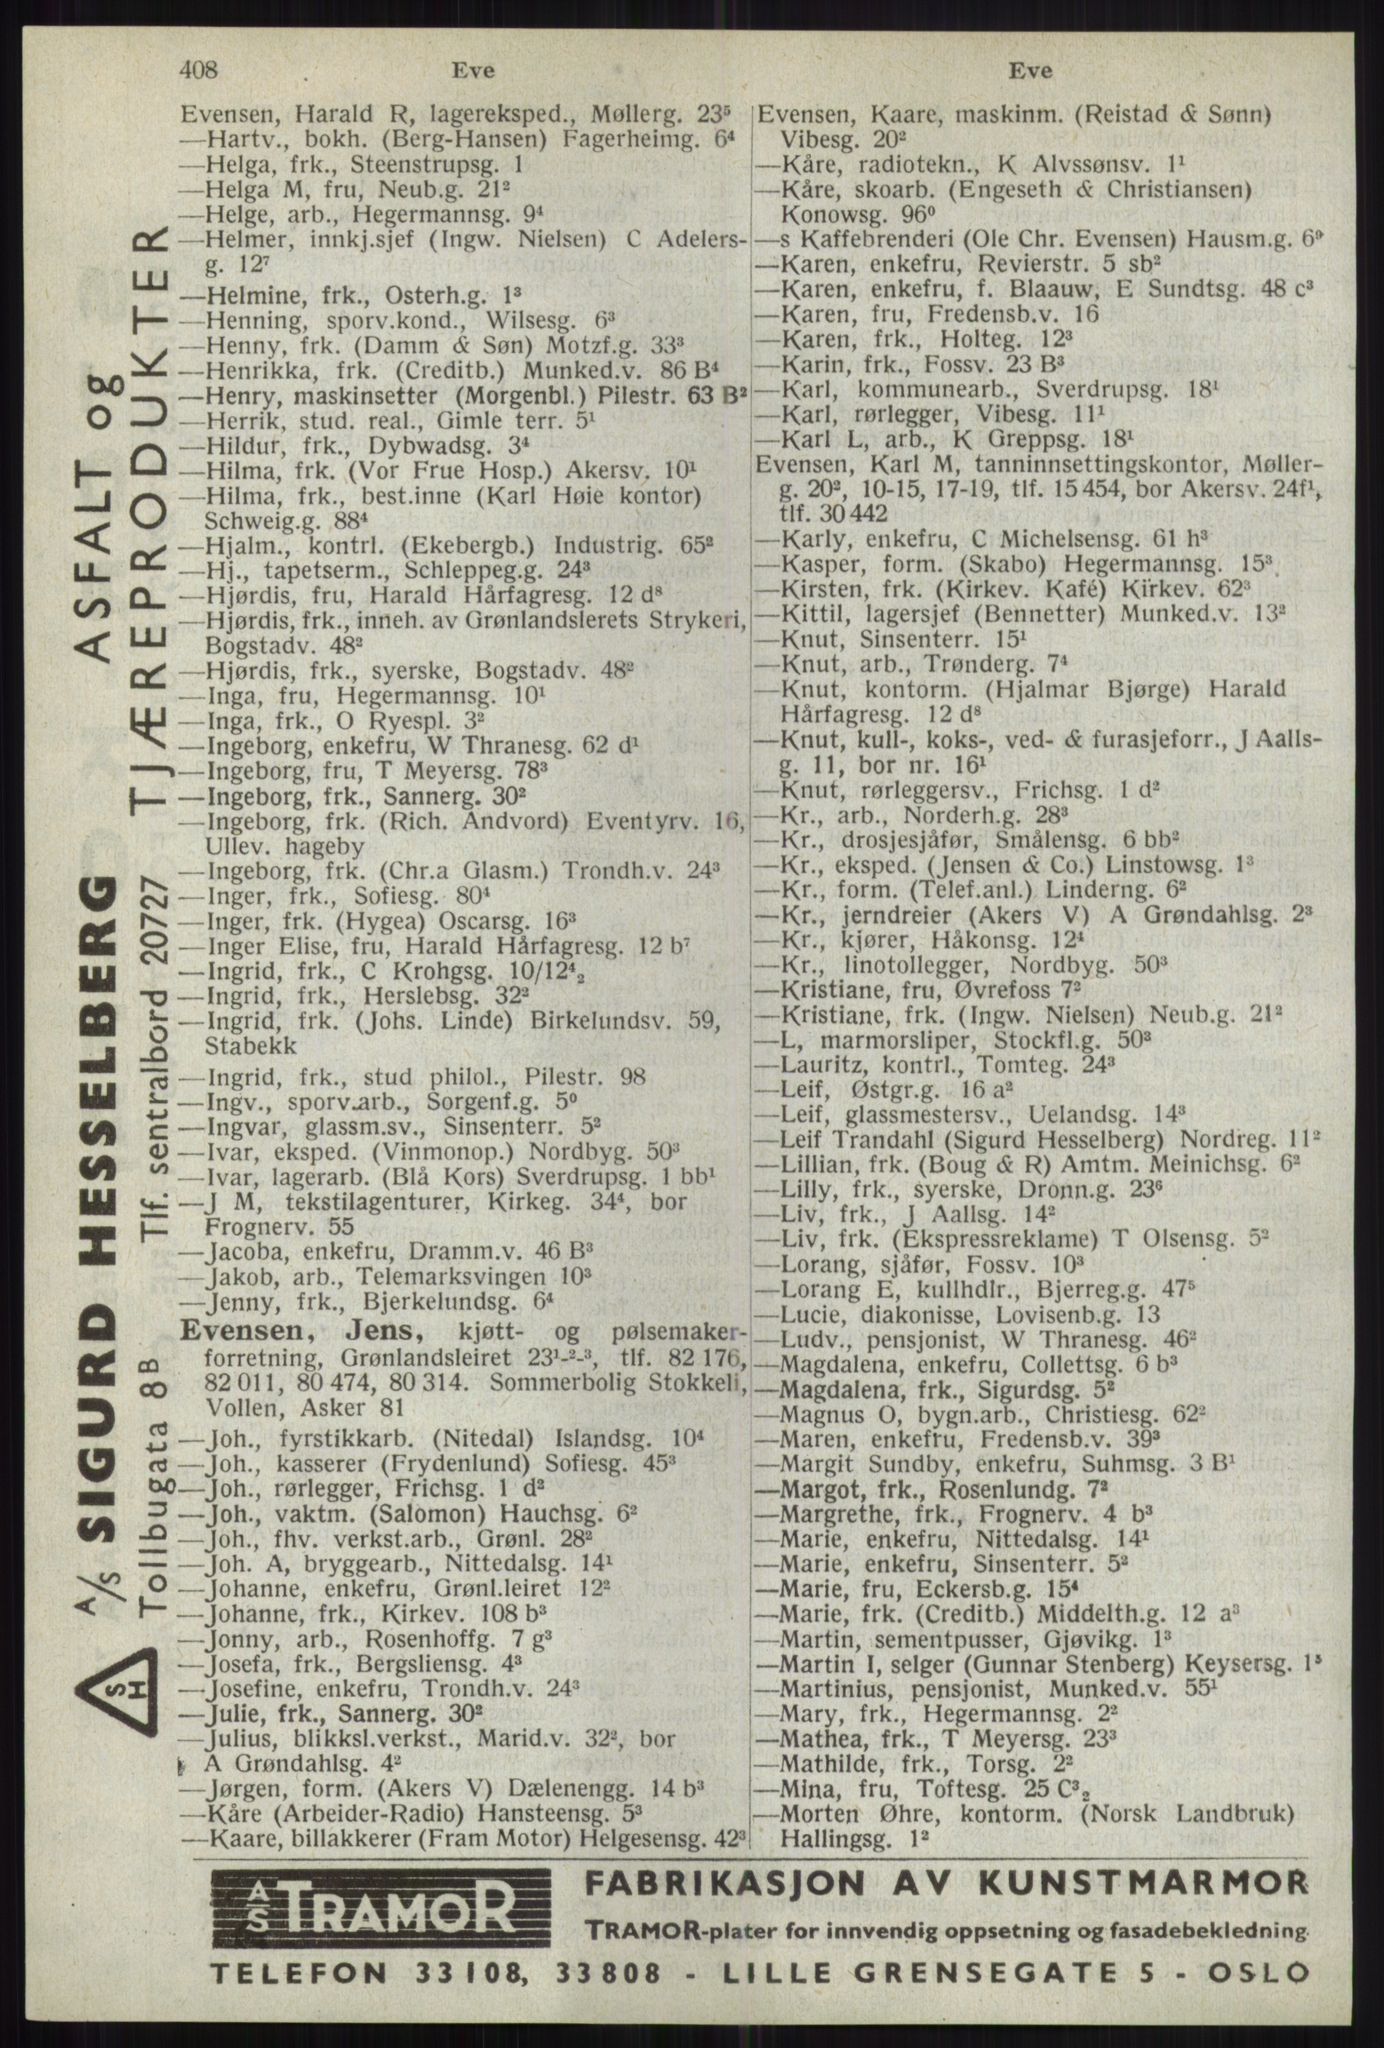 408
Eve
Eve
Evensen, Harald R, lagereksped., Møllerg. 23⁵
—Hartv., bokh. (Berg-Hansen) Fagerheimg. 6⁴
—Helga, frk., Steenstrupsg. 1
—Helga M, fru, Neub.g. 21²
—Helge, arb., Hegermannsg. 9⁴
—Helmer, innkj.sjef (Ingw. Nielsen) C Adelers-
g. 12⁷
—Helmine, frk., Osterh.g. 1³
—Henning, sporv.kond., Wilsesg. 6³
—Henny, frk. (Damm & Søn) Motzf.g. 33³
—Henrikka, frk. (Creditb.) Munked.v. 86 B⁴
—Henry, maskinsetter (Morgenbl.) Pilestr. 63 B²
—Herrik, stud. real., Gimle terr. 5¹
—Hildur, frk., Dybwadsg. 3⁴
—Hilma, frk. (Vor Frue Hosp.) Akersv. 10¹
—Hilma, frk., best.inne (Karl Høie kontor)
Schweig.g. 88⁴
—Hjalm., kontrl. (Ekebergb.) Industrig. 65²
—Hj., tapetserm., Schleppeg.g. 24³
—Hjørdis, fru, Harald Hårfagresg. 12 d⁸
—Hjørdis, frk., inneh. av Grønlandslerets Strykeri,
Bogstadv. 48²
—Hjørdis, frk., syerske, Bogstadv. 48²
—Inga, fru, Hegermannsg. 10¹
—Inga, frk., O Ryespl. 3²
—Ingeborg, enkefru, W Thranesg. 62 d¹
—Ingeborg, fru, T Meyersg. 78³
—Ingeborg, frk., Sannerg. 30²
—Ingeborg, frk. (Rich. Andvord) Eventyrv. 16,
Ullev. hageby
—Ingeborg, frk. (Chr.a Glasm.) Trondh.v. 24³
—Inger, frk., Sofiesg. 80⁴
—Inger, frk. (Hygea) Oscarsg. 16³
—Inger Elise, fru, Harald Hårfagresg. 12 b⁷
—Ingrid, frk., C Krohgsg. 10/12⁴₂
—Ingrid, frk., Herslebsg. 32²
—Ingrid, frk. (Johs. Linde) Birkelundsv. 59,
Stabekk
—Ingrid, frk., stud philol., Pilestr. 98
—Ingv., sporv.arb., Sorgenf.g. 5⁰
—Ingvar, glassm.sv., Sinsenterr. 5²
—Ivar, eksped. (Vinmonop.) Nordbyg. 50³
—Ivar, lagerarb. (Blå Kors) Sverdrupsg. 1 bb¹
—J M, tekstilagenturer, Kirkeg. 34⁴, bor
Frognerv. 55
—Jacoba, enkefru, Dramm.v. 46 B³
—Jakob, arb., Telemarksvingen 10³
—Jenny, frk., Bjerkelundsg. 6⁴
Evensen, Jens, kjøtt- og pølsemaker-
forretning, Grønlandsleiret 23¹-²-³, tlf. 82 176,
82 011, 80 474, 80 314. Sommerbolig Stokkeli,
Vollen, Asker 81
—Joh., fyrstikkarb. (Nitedal) Islandsg. 10⁴
—Joh., kasserer (Frydenlund) Sofiesg. 45³
—Joh., rørlegger, Frichsg. 1 d²
—Joh., vaktm. (Salomon) Hauchsg. 6²
—Joh., fhv. verkst.arb., Grønl. 28²
—Joh. A, bryggearb., Nittedalsg. 14¹
—Johanne, enkefru, Grønl.leiret 12²
—Johanne, frk., Kirkev. 108 b³
—Jonny, arb., Rosenhoffg. 7 g³
—Josefa, frk., Bergsliensg. 4³
—Josefine, enkefru, Trondh.v. 24³
—Julie, frk., Sannerg. 30²
—Julius, blikksl.verkst., Marid.v. 32², bor
A Grøndahlsg. 4²
—Jørgen, form. (Akers V) Dælenengg. 14 b³
—Kåre (Arbeider-Radio) Hansteensg. 5³
—Kaare, billakkerer (Fram Motor) Helgesensg. 42³
Evensen, Kaare, maskinm. (Reistad & Sønn)
Vibesg. 20²
—Kåre, radiotekn., K Alvssønsv. 1¹
—Kåre, skoarb. (Engeseth & Christiansen)
Konowsg. 96⁰
—s Kaffebrenderi (Ole Chr. Evensen) Hausm.g. 6⁹
—Karen, enkefru, Revierstr. 5 sb²
—Karen, enkefru, f. Blaauw, E Sundtsg. 48 c³
—Karen, fru, Fredensb.v. 16
—Karen, frk., Holteg. 12³
—Karin, frk., Fossv. 23 B³
—Karl, kommunearb., Sverdrupsg. 18¹
—Karl, rørlegger, Vibesg. 11¹
—Karl L, arb., K Greppsg. 18¹
Evensen, Karl M, tanninnsettingskontor, Møller-
g. 20², 10-15, 17-19, tlf. 15 454, bor Akersv. 24f¹,
tlf. 30 442
—Karly, enkefru, C Michelsensg. 61 h³
—Kasper, form. (Skabo) Hegermannsg. 15³
—Kirsten, frk. (Kirkev. Kafé) Kirkev. 62³
—Kittil, lagersjef (Bennetter) Munked.v. 13²
—Knut, Sinsenterr. 15¹
—Knut, arb., Trønderg. 7⁴
—Knut, kontorm. (Hjalmar Bjørge) Harald
Hårfagresg. 12 d⁸
—Knut, kull-, koks-, ved- & furasjeforr., J Aalls-
g. 11, bor nr. 16¹
—Knut, rørleggersv., Frichsg. 1 d²
—Kr., arb., Norderh.g. 28³
—Kr., drosjesjåfør, Smålensg. 6 bb²
—Kr., eksped. (Jensen & Co.) Linstowsg. 1³
—Kr., form. (Telef.anl.) Linderng. 6²
—Kr., jerndreier (Akers V) A Grøndahlsg. 2³
—Kr., kjører, Håkonsg. 12⁴
—Kr., linotollegger, Nordbyg. 50³
—Kristiane, fru, Øvrefoss 7²
—Kristiane, frk. (Ingw. Nielsen) Neub.g. 21²
—L, marmorsliper, Stockfl.g. 50³
—Lauritz, kontrl., Tomteg. 24³
—Leif, Østgr.g. 16 a²
—Leif, glassmestersv., Uelandsg. 14³
—Leif Trandahl (Sigurd Hesselberg) Nordreg. 11²
—Lillian, frk. (Boug & R) Amtm. Meinichsg. 6²
—Lilly, frk., syerske, Dronn.g. 23⁶
—Liv, frk., J Aallsg. 14²
—Liv, frk. (Ekspressreklame) T Olsensg. 5²
—Lorang, sjåfør, Fossv. 10³
—Lorang E, kullhdlr., Bjerreg.g. 47⁵
—Lucie, diakonisse, Lovisenb.g. 13
—Ludv., pensjonist, W Thranesg. 46²
—Magdalena, enkefru, Collettsg. 6 b³
—Magdalena, frk., Sigurdsg. 5²
—Magnus O, bygn.arb., Christiesg. 62²
—Maren, enkefru, Fredensb.v. 39³
—Margit Sundby, enkefru, Suhmsg. 3 B¹
—Margot, frk., Rosenlundg. 7²
—Margrethe, frk., Frognerv. 4 b³
—Marie, enkefru, Nittedalsg. 14¹
—Marie, enkefru, Sinsenterr. 5²
—Marie, fru, Eckersb.g. 15⁴
—Marie, frk. (Creditb.) Middelth.g. 12 a³
—Martin, sementpusser, Gjøvikg. 1³
—Martin I, selger (Gunnar Stenberg) Keysersg. 1⁵
—Martinius, pensjonist, Munked.v. 55¹
—Mary, frk., Hegermannsg. 2²
—Mathea, frk., T Meyersg. 23³
—Mathilde, frk., Torsg. 2²
—Mina, fru, Toftesg. 25 C³₂
—Morten Øhre, kontorm. (Norsk Landbruk)
Hallingsg. 1²
ASFALT og
TJÆREPRODUKTER
A/S SIGURD HESSELBERG
Tollbugata 8B Tlf. sentralbord 20727
SH
A/S TRAMOR
FABRIKASJON AV KUNSTMARMOR
TRAMOR-plater for innvendig oppsetning og fasadebekledning.
TELEFON 33108, 33808 - LILLE GRENSEGATE 5 - OSLO